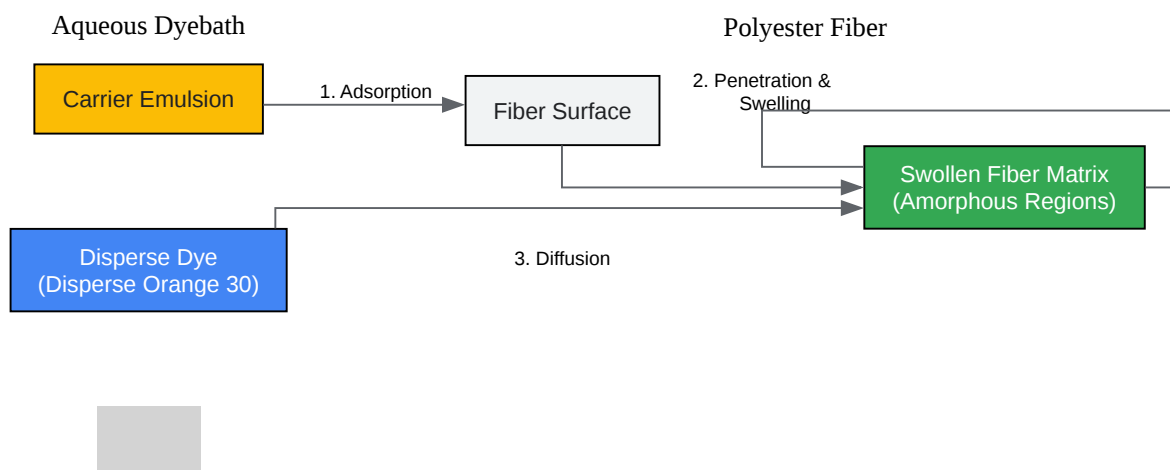 Aqueous Dyebath
Polyester Fiber
Carrier Emulsion
1. Adsorption
Fiber Surface
2. Penetration &
Swelling
Swollen Fiber Matrix
(Amorphous Regions)
Disperse Dye
(Disperse Orange 30)
3. Diffusion